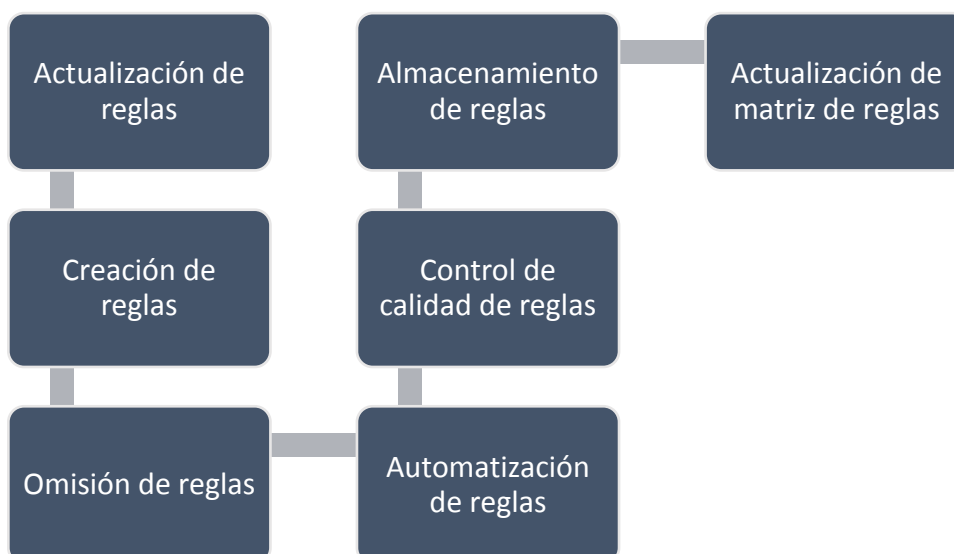 Actualización de
reglas
Creación de
reglas
Omisión de reglas
Automatización
de reglas
Control de
calidad de reglas
Almacenamiento
de reglas
Actualización de
matriz de reglas